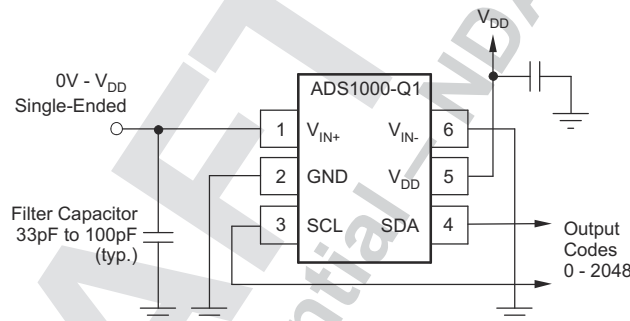 V_DD
0V - V_DD
Single-Ended
ADS1000-Q1
1 V_IN+ V_IN- 6
2 GND V_DD 5
3 SCL SDA 4
Filter Capacitor
33pF to 100pF
(typ.)
Output
Codes
0 - 2048